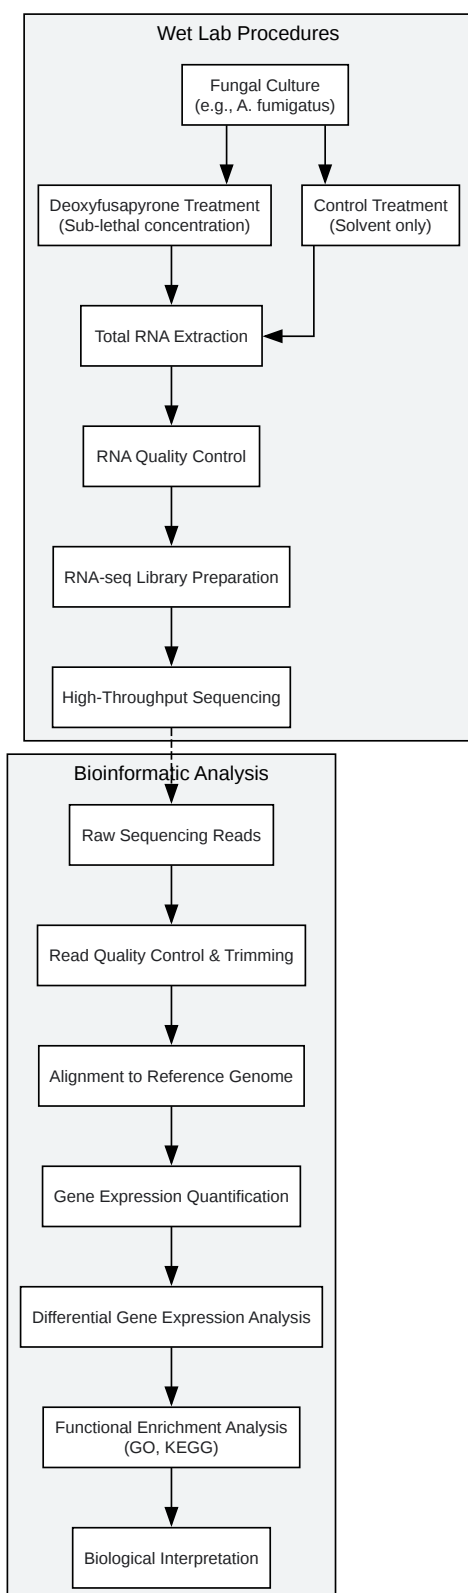 Wet Lab Procedures
Fungal Culture
(e.g., A. fumigatus)
Deoxyfusapyrone Treatment
(Sub-lethal concentration)
Control Treatment
(Solvent only)
Total RNA Extraction
RNA Quality Control
RNA-seq Library Preparation
High-Throughput Sequencing
Bioinformatic Analysis
Raw Sequencing Reads
Read Quality Control & Trimming
Alignment to Reference Genome
Gene Expression Quantification
Differential Gene Expression Analysis
Functional Enrichment Analysis
(GO, KEGG)
Biological Interpretation